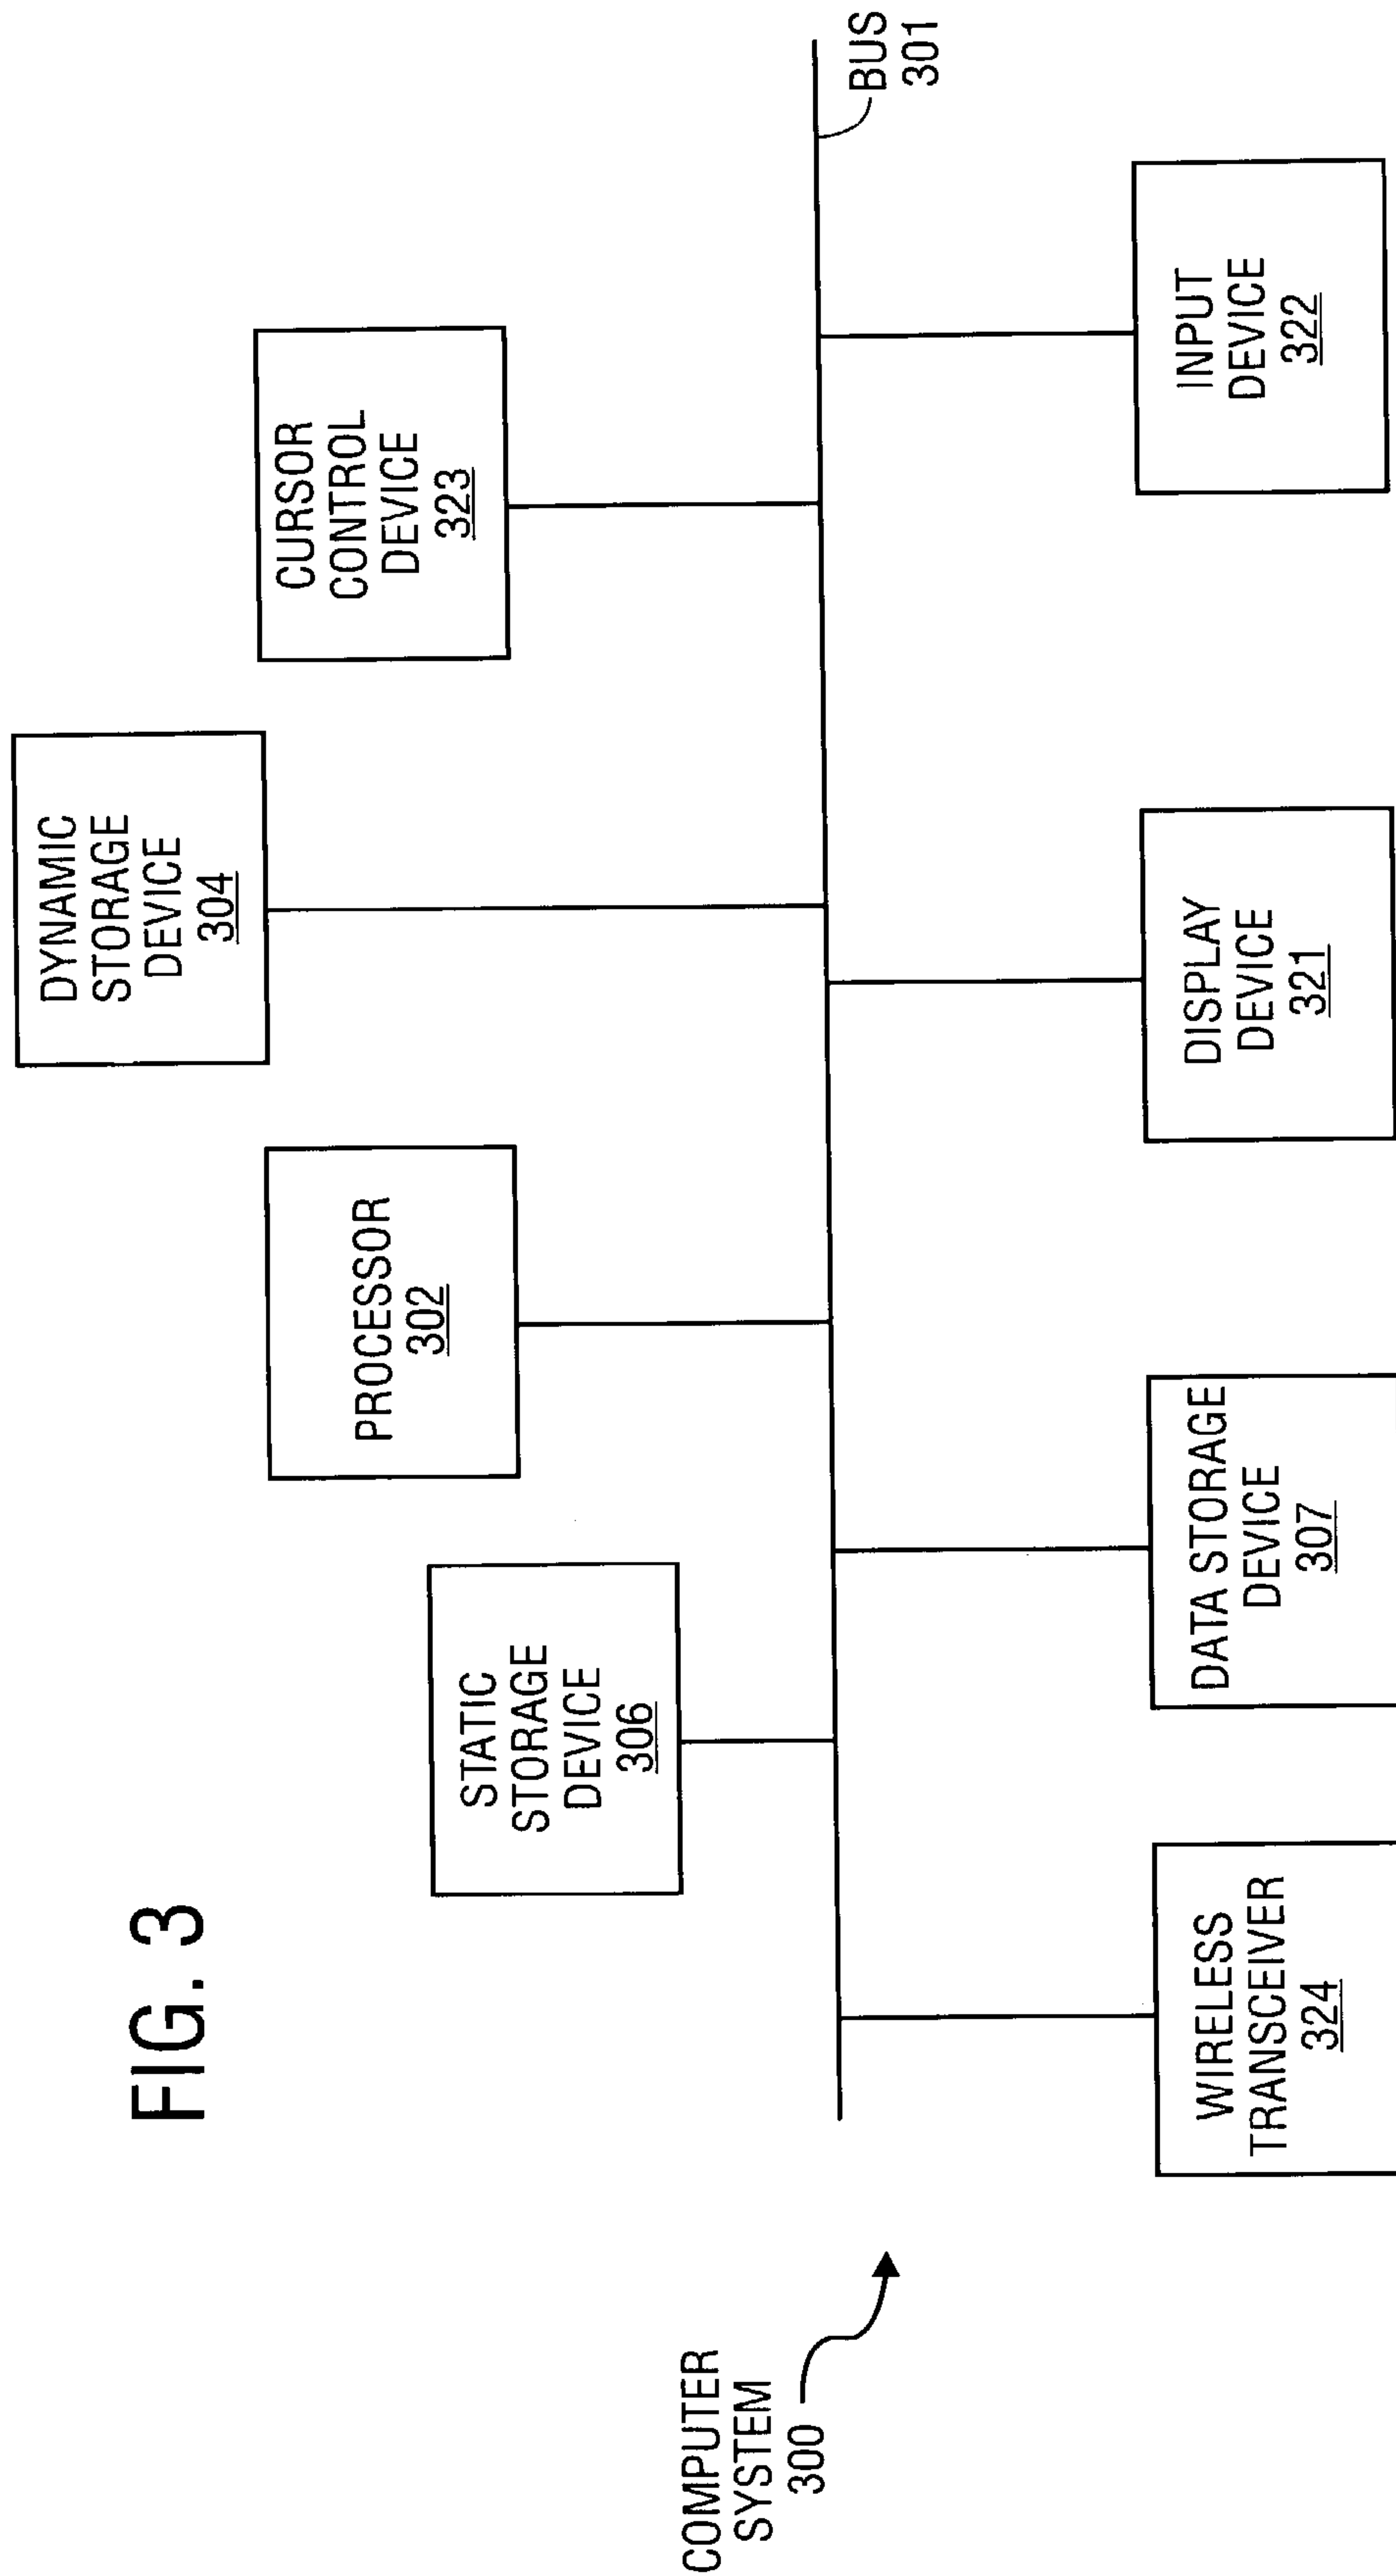 FIG. 3
DYNAMIC
STORAGE
DEVICE
304
CURSOR
CONTROL
DEVICE
323
PROCESSOR
302
STATIC
STORAGE
DEVICE
306
COMPUTER
SYSTEM
300
BUS
301
WIRELESS
TRANSCEIVER
324
DATA STORAGE
DEVICE
307
DISPLAY
DEVICE
321
INPUT
DEVICE
322